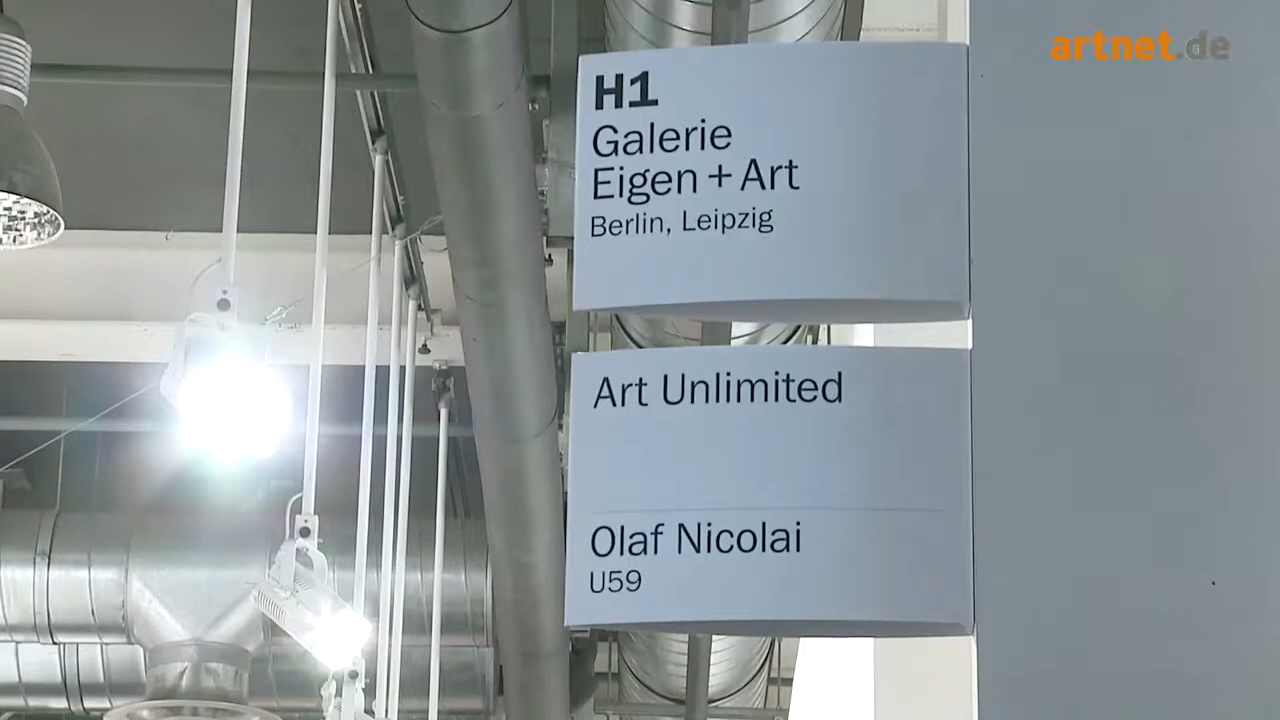 artnet.de
H1
Galerie
Eigen + Art
Berlin, Leipzig
Art Unlimited
Olaf Nicolai
U59